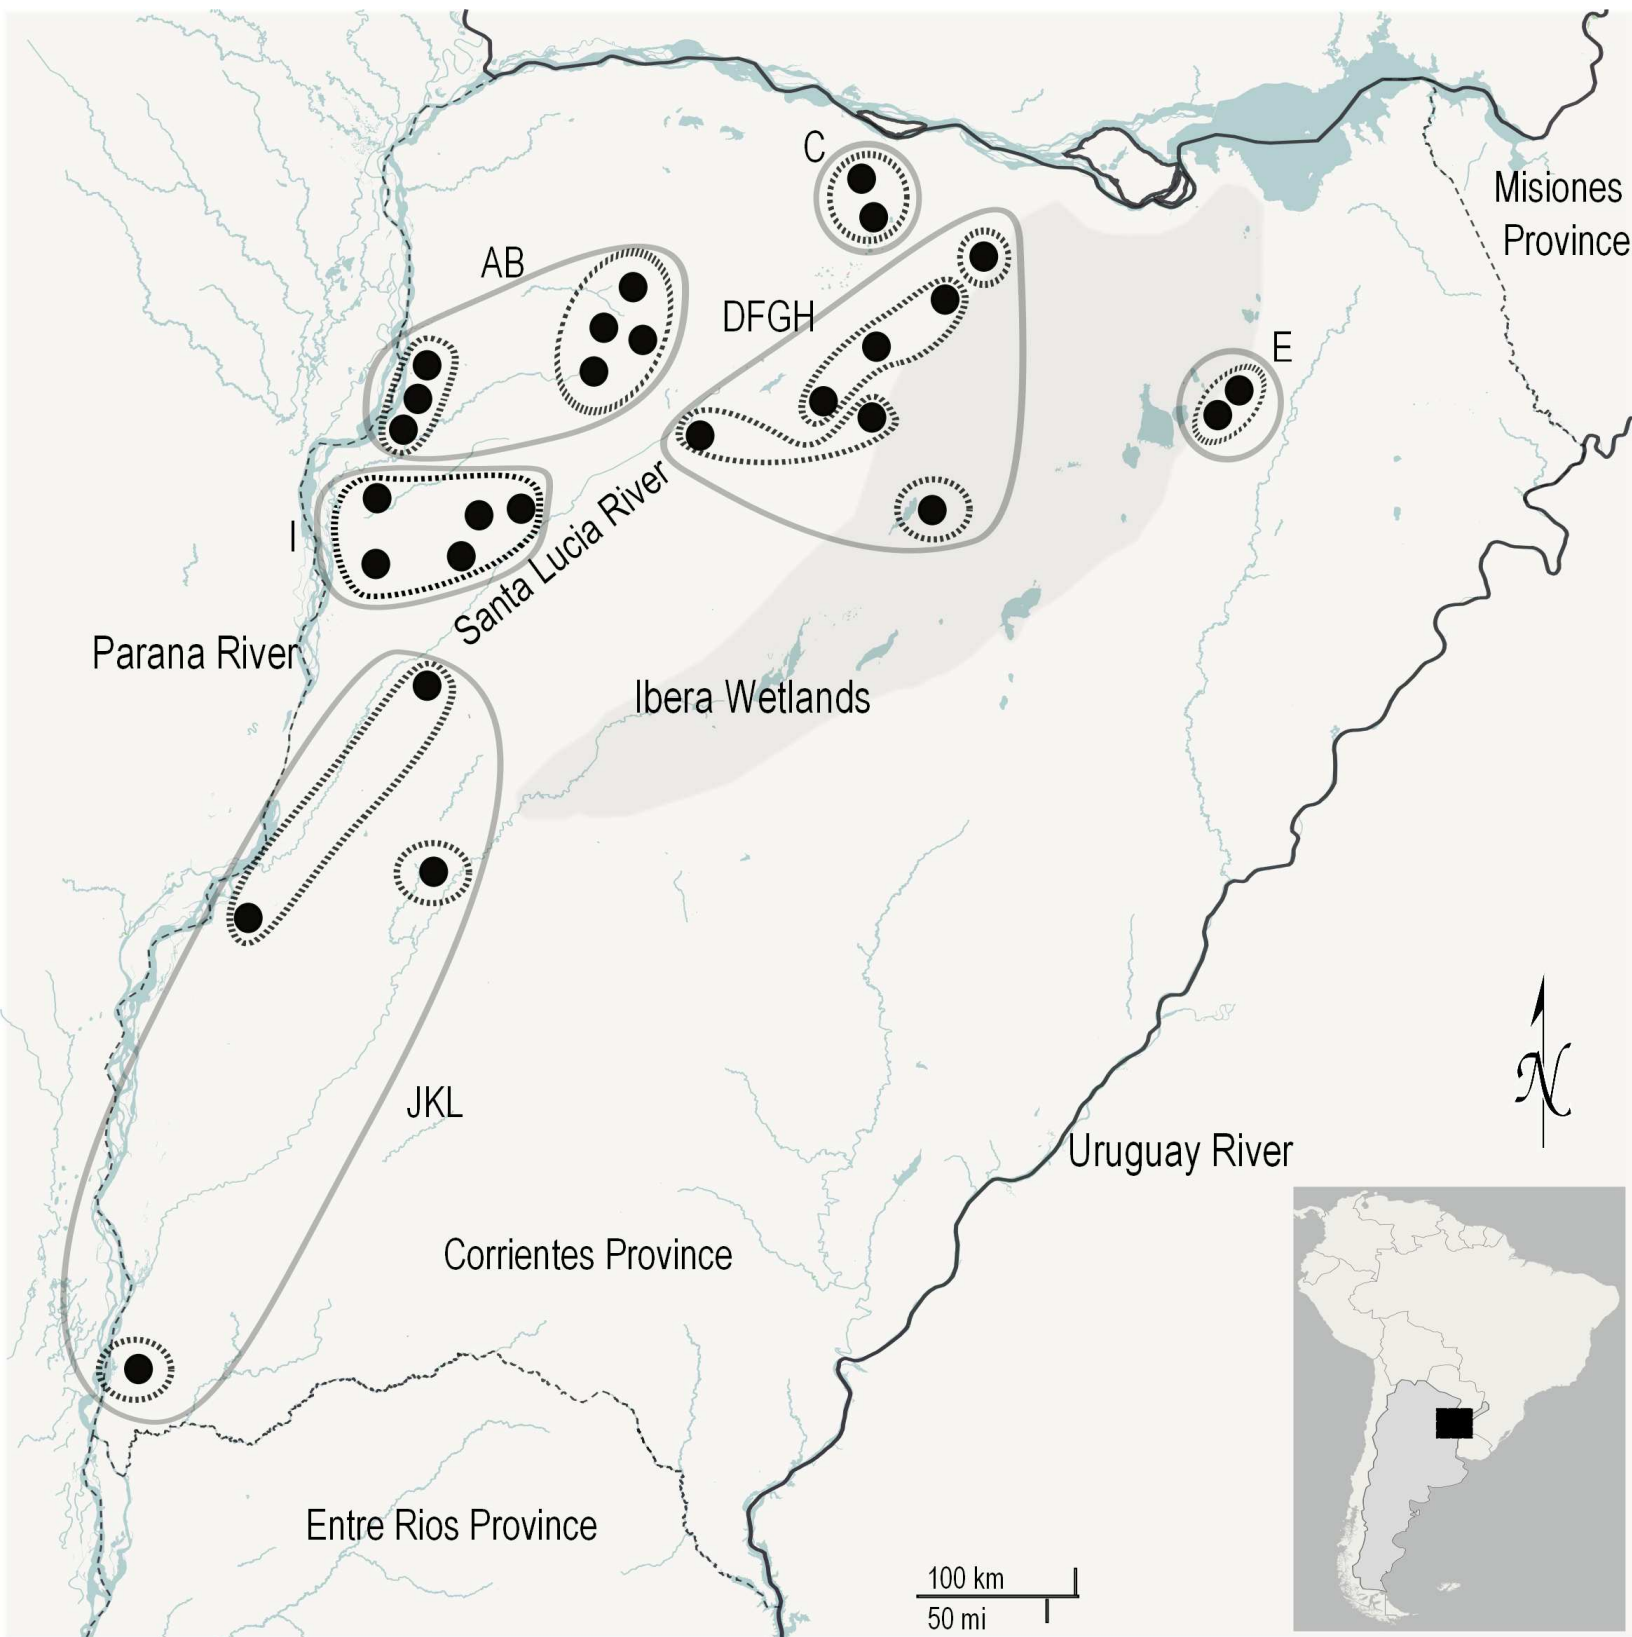 C
Misiones
Province
AB
DFGH
E
I
Santa Lucia River
Parana River
Ibera Wetlands
N
JKL
Uruguay River
Corrientes Province
Entre Rios Province
100 km
50 mi